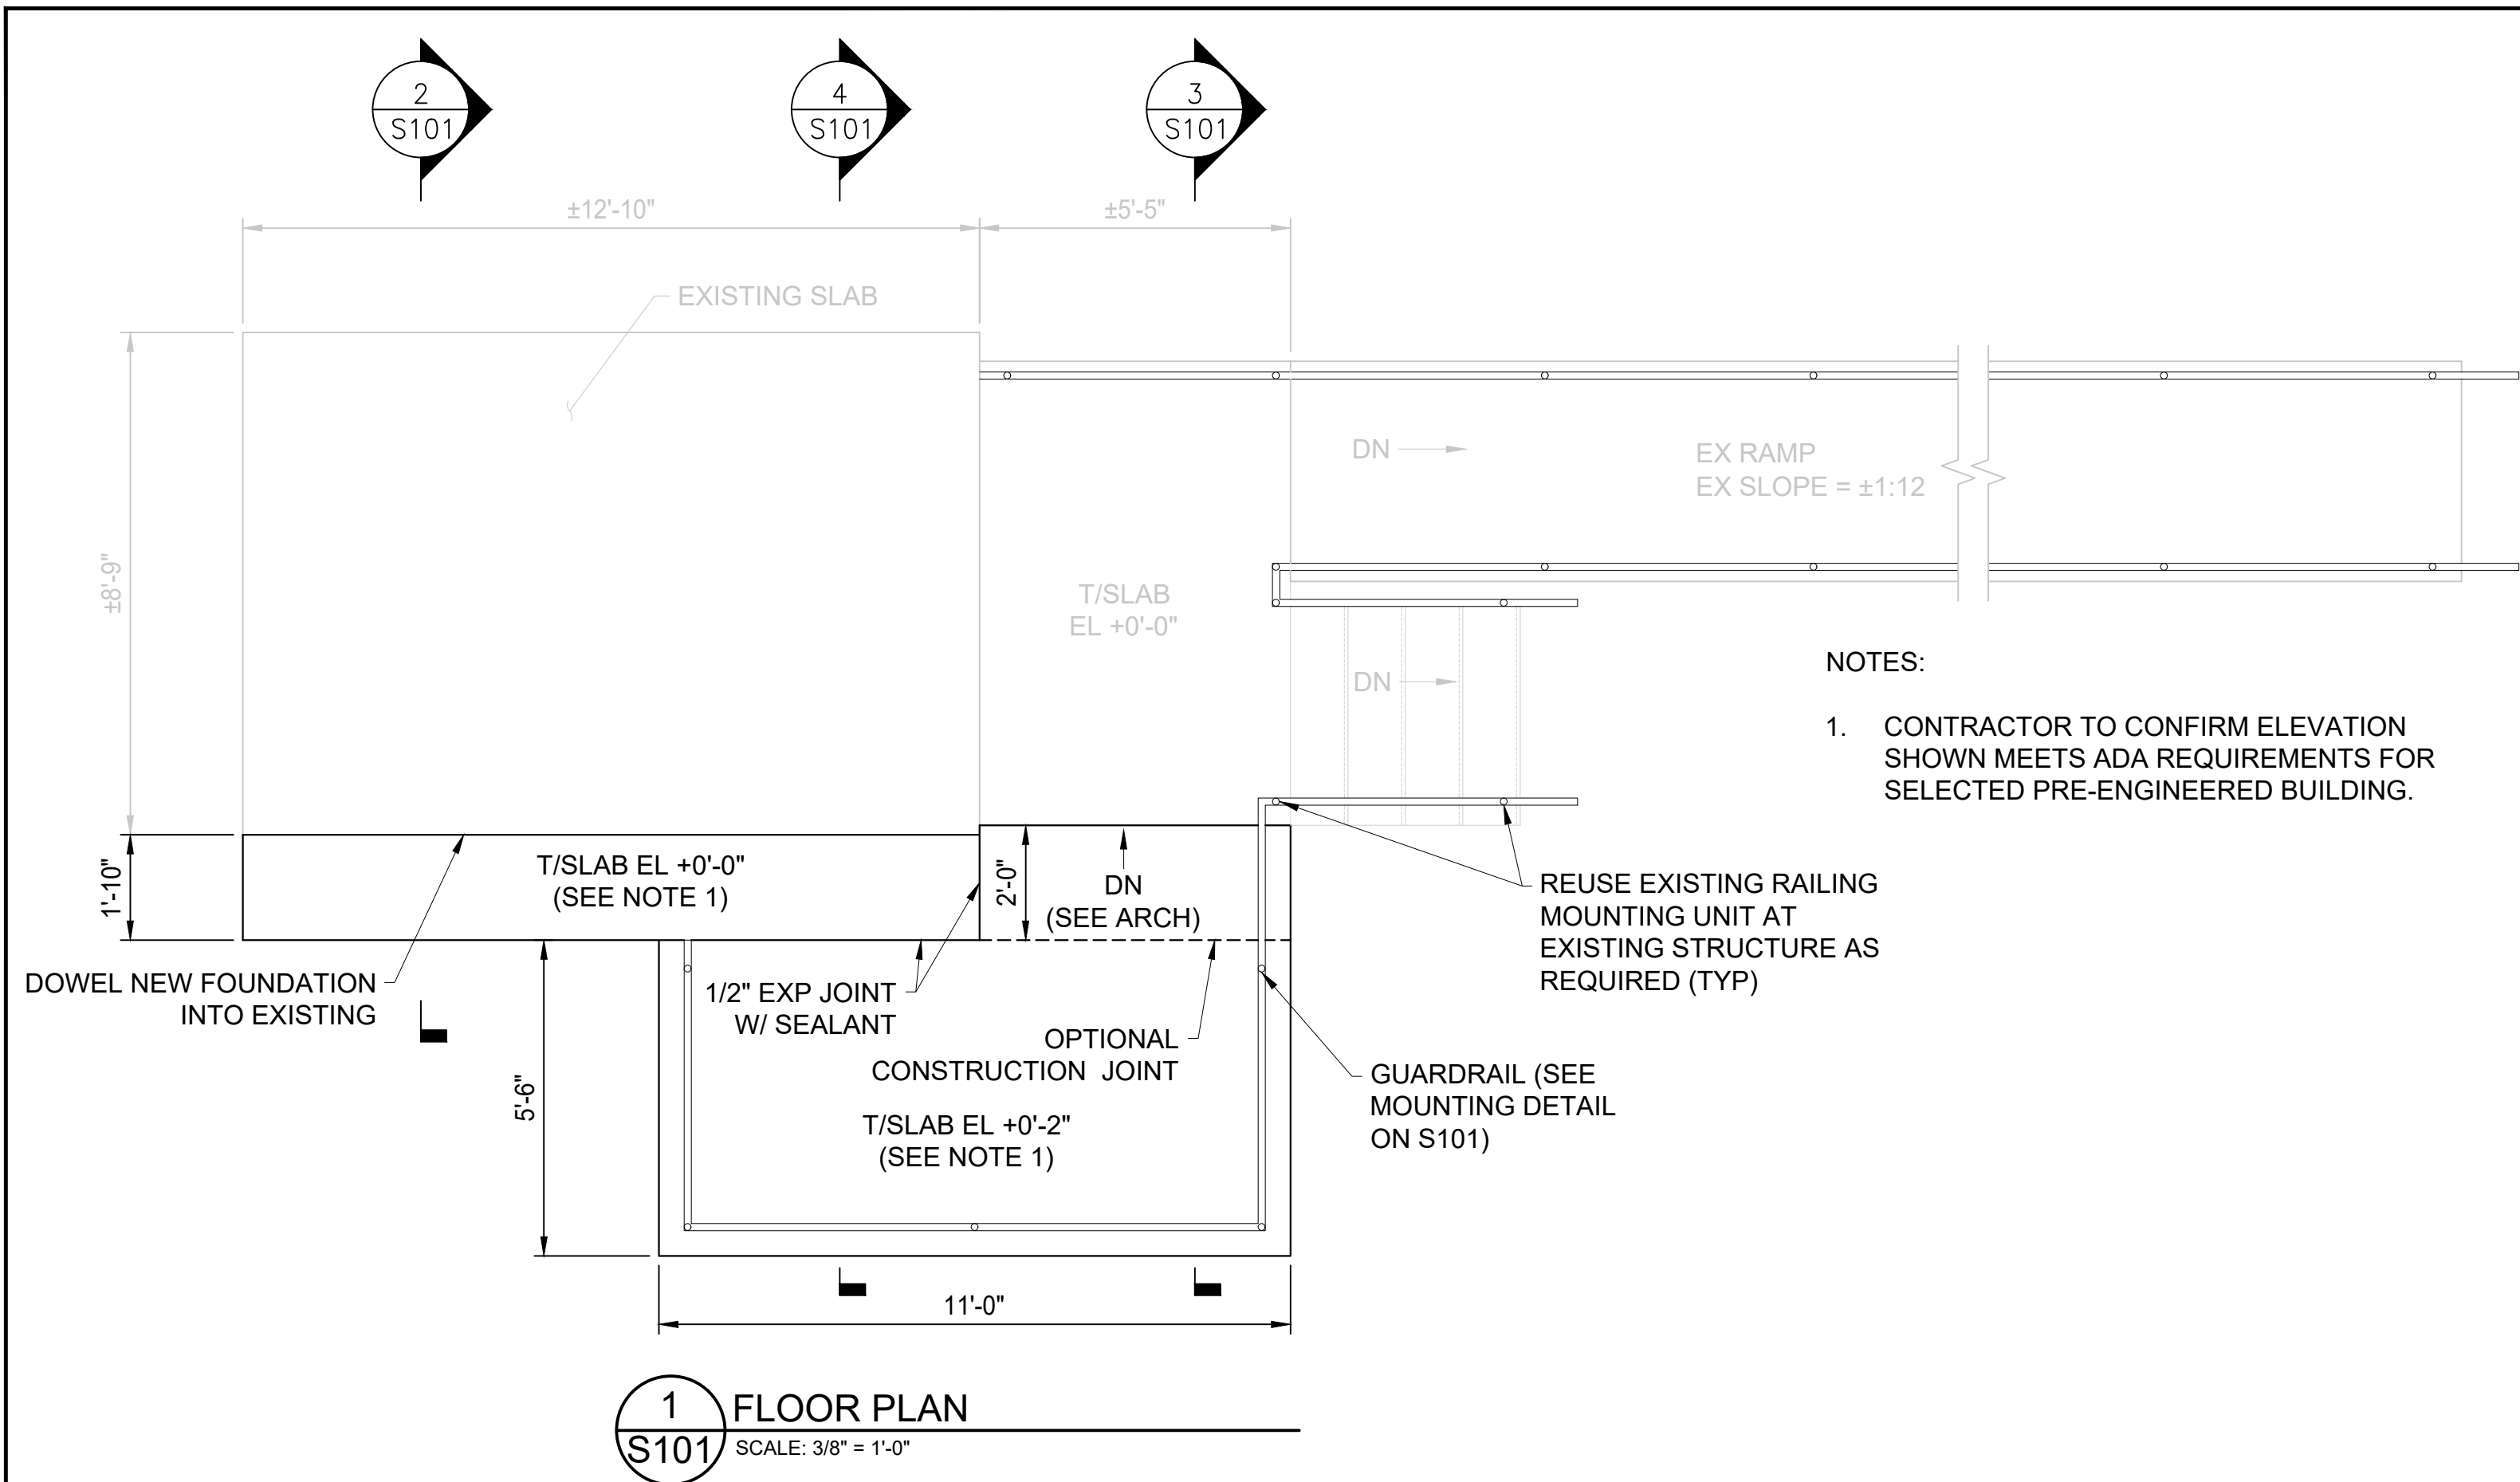 2
S101
4
S101
3
S101
±12'-10"
±5'-5"
EXISTING SLAB
DN
EX RAMP
EX SLOPE = ±1:12
±8'-9"
T/SLAB
EL +0'-0"
DN
NOTES:
1. CONTRACTOR TO CONFIRM ELEVATION
SHOWN MEETS ADA REQUIREMENTS FOR
SELECTED PRE-ENGINEERED BUILDING.
1'-10"
T/SLAB EL +0'-0"
(SEE NOTE 1)
2'-0"
DN
(SEE ARCH)
REUSE EXISTING RAILING
MOUNTING UNIT AT
EXISTING STRUCTURE AS
REQUIRED (TYP)
DOWEL NEW FOUNDATION
INTO EXISTING
1/2" EXP JOINT
W/ SEALANT
OPTIONAL
CONSTRUCTION JOINT
5'-6"
GUARDRAIL (SEE
MOUNTING DETAIL
ON S101)
T/SLAB EL +0'-2"
(SEE NOTE 1)
11'-0"
1
S101
FLOOR PLAN
SCALE: 3/8" = 1'-0"